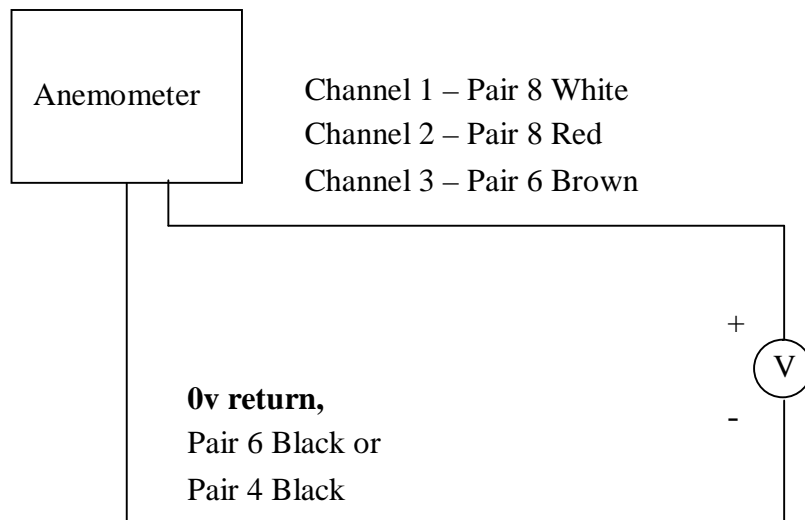 Anemometer
Channel 1 – Pair 8 White
Channel 2 – Pair 8 Red
Channel 3 – Pair 6 Brown
+
V
-
0v return,
Pair 6 Black or
Pair 4 Black